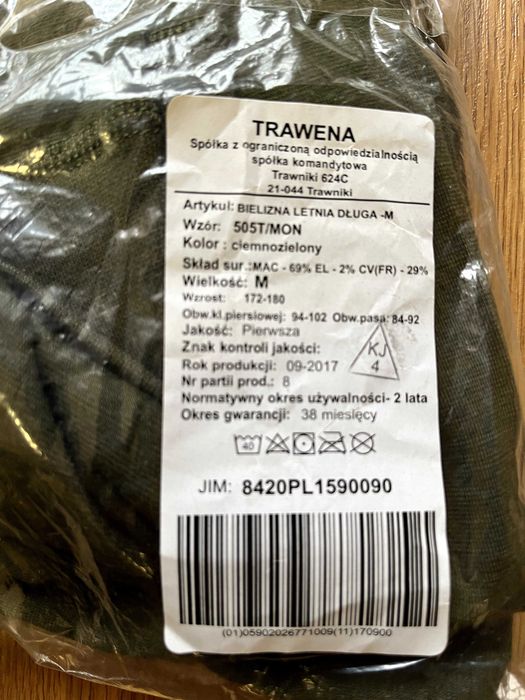 TRAWENA
Spółka z ograniczoną odpowiedzialnością
spółka komandytowa
Trawniki 624C
21-044 Trawniki
Artykuł: BIELIZNA LETNIA DŁUGA -M
Wzór: 505T/MON
Kolor : ciemnozielony
Skład sur.:MAC - 69% EL - 2% CV(FR) - 29%
Wielkość: M
Wzrost: 172-180
Obw.kl.piersiowej: 94-102 Obw.pasa: 84-92
Jakość: Pierwsza
Znak kontroli jakości: KJ 4
Rok produkcji: 09-2017
Nr partii prod.: 8
Normatywny okres używalności- 2 lata
Okres gwarancji: 38 miesięcy
40
JIM: 8420PL1590090
(01)05902026771009(11)170900